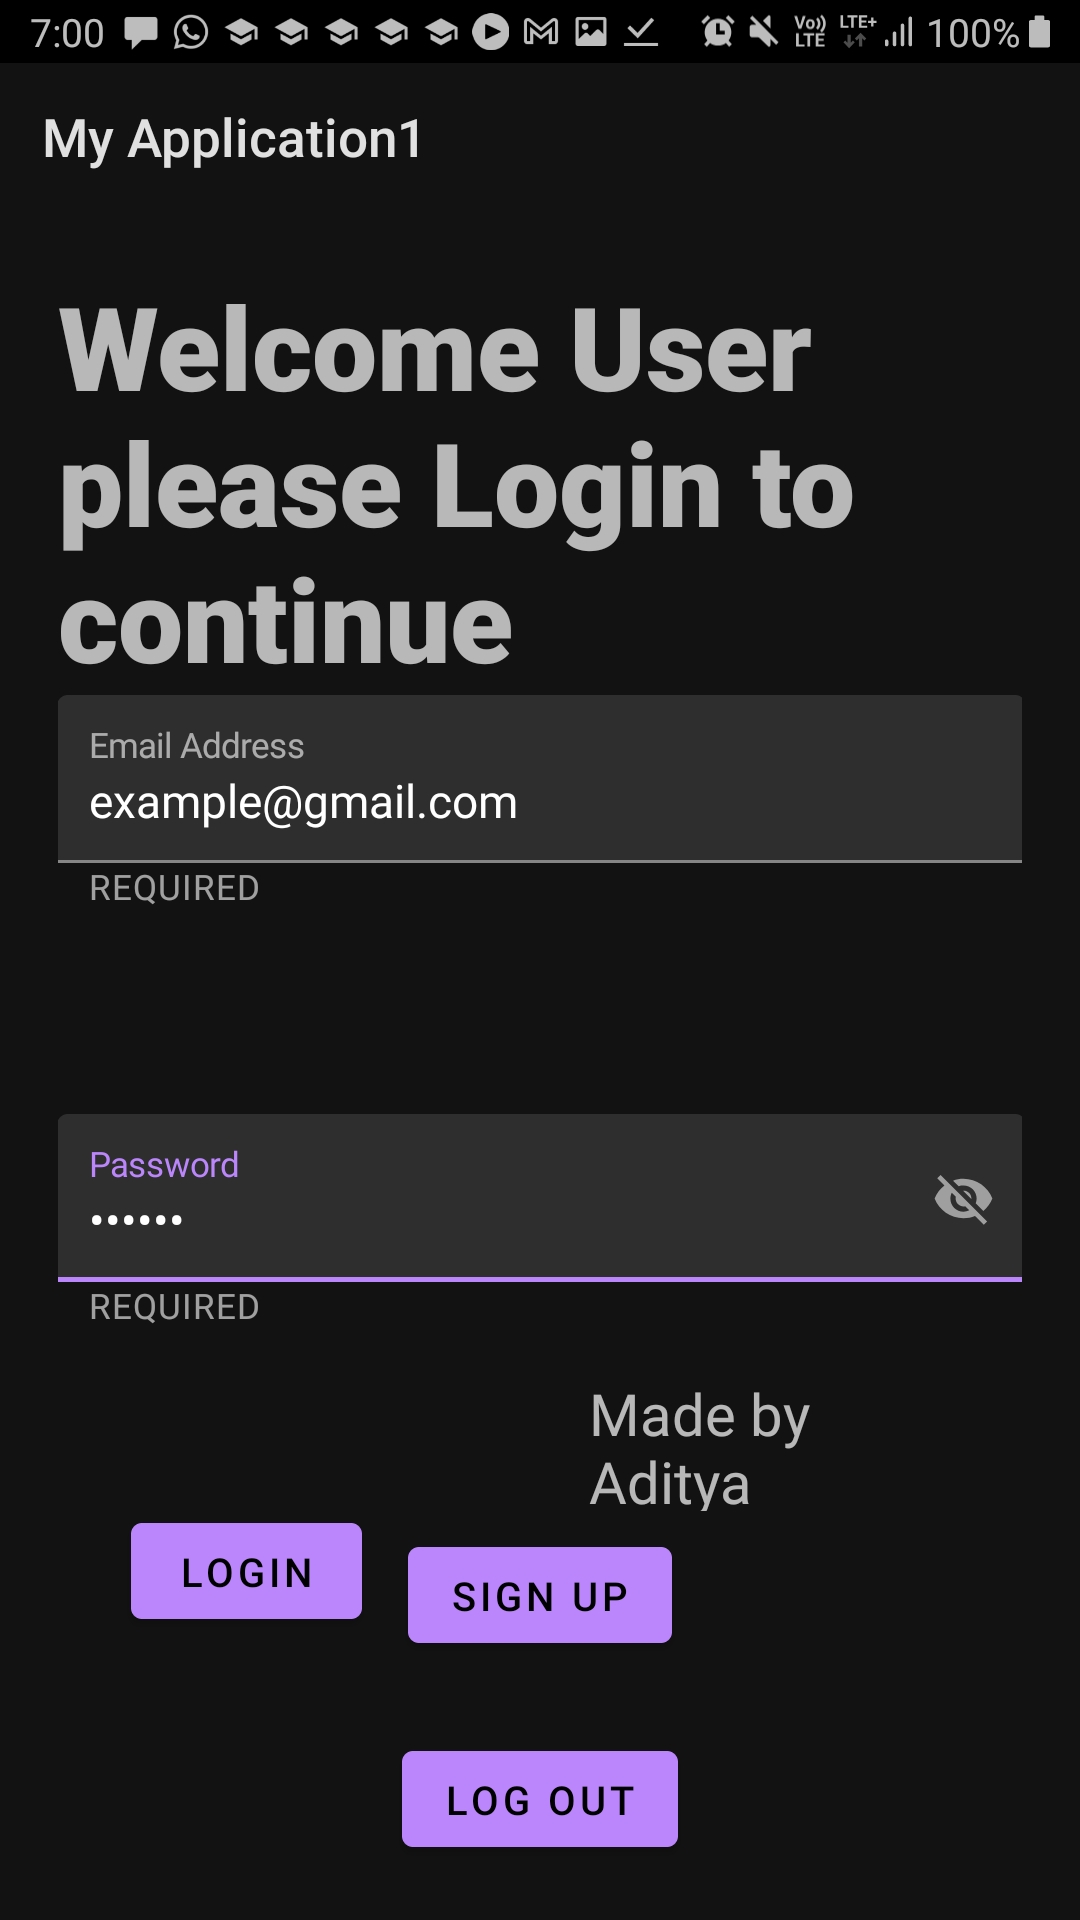 7:00 Vo)) LTE LTE+ 100%
My Application1
Welcome User
please Login to
continue
Email Address
example@gmail.com
REQUIRED
Password
••••••
REQUIRED
Made by
Aditya
LOGIN
SIGN UP
LOG OUT